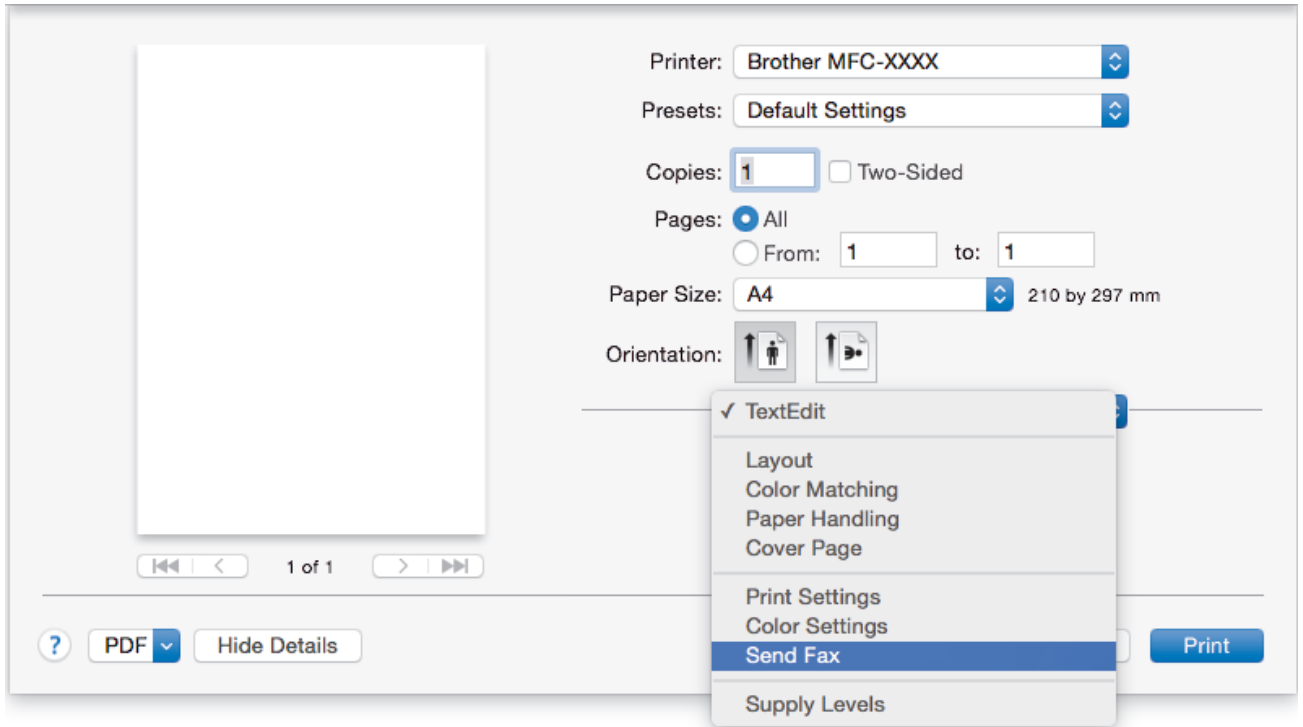 Printer: Brother MFC-XXXX
Presets: Default Settings
Copies: 1 Two-Sided
Pages: All
From: 1 to: 1
Paper Size: A4 210 by 297 mm
Orientation:
✓ TextEdit
Layout
Color Matching
Paper Handling
Cover Page
1 of 1
Print Settings
Color Settings
Send Fax
Supply Levels
? PDF Hide Details Print